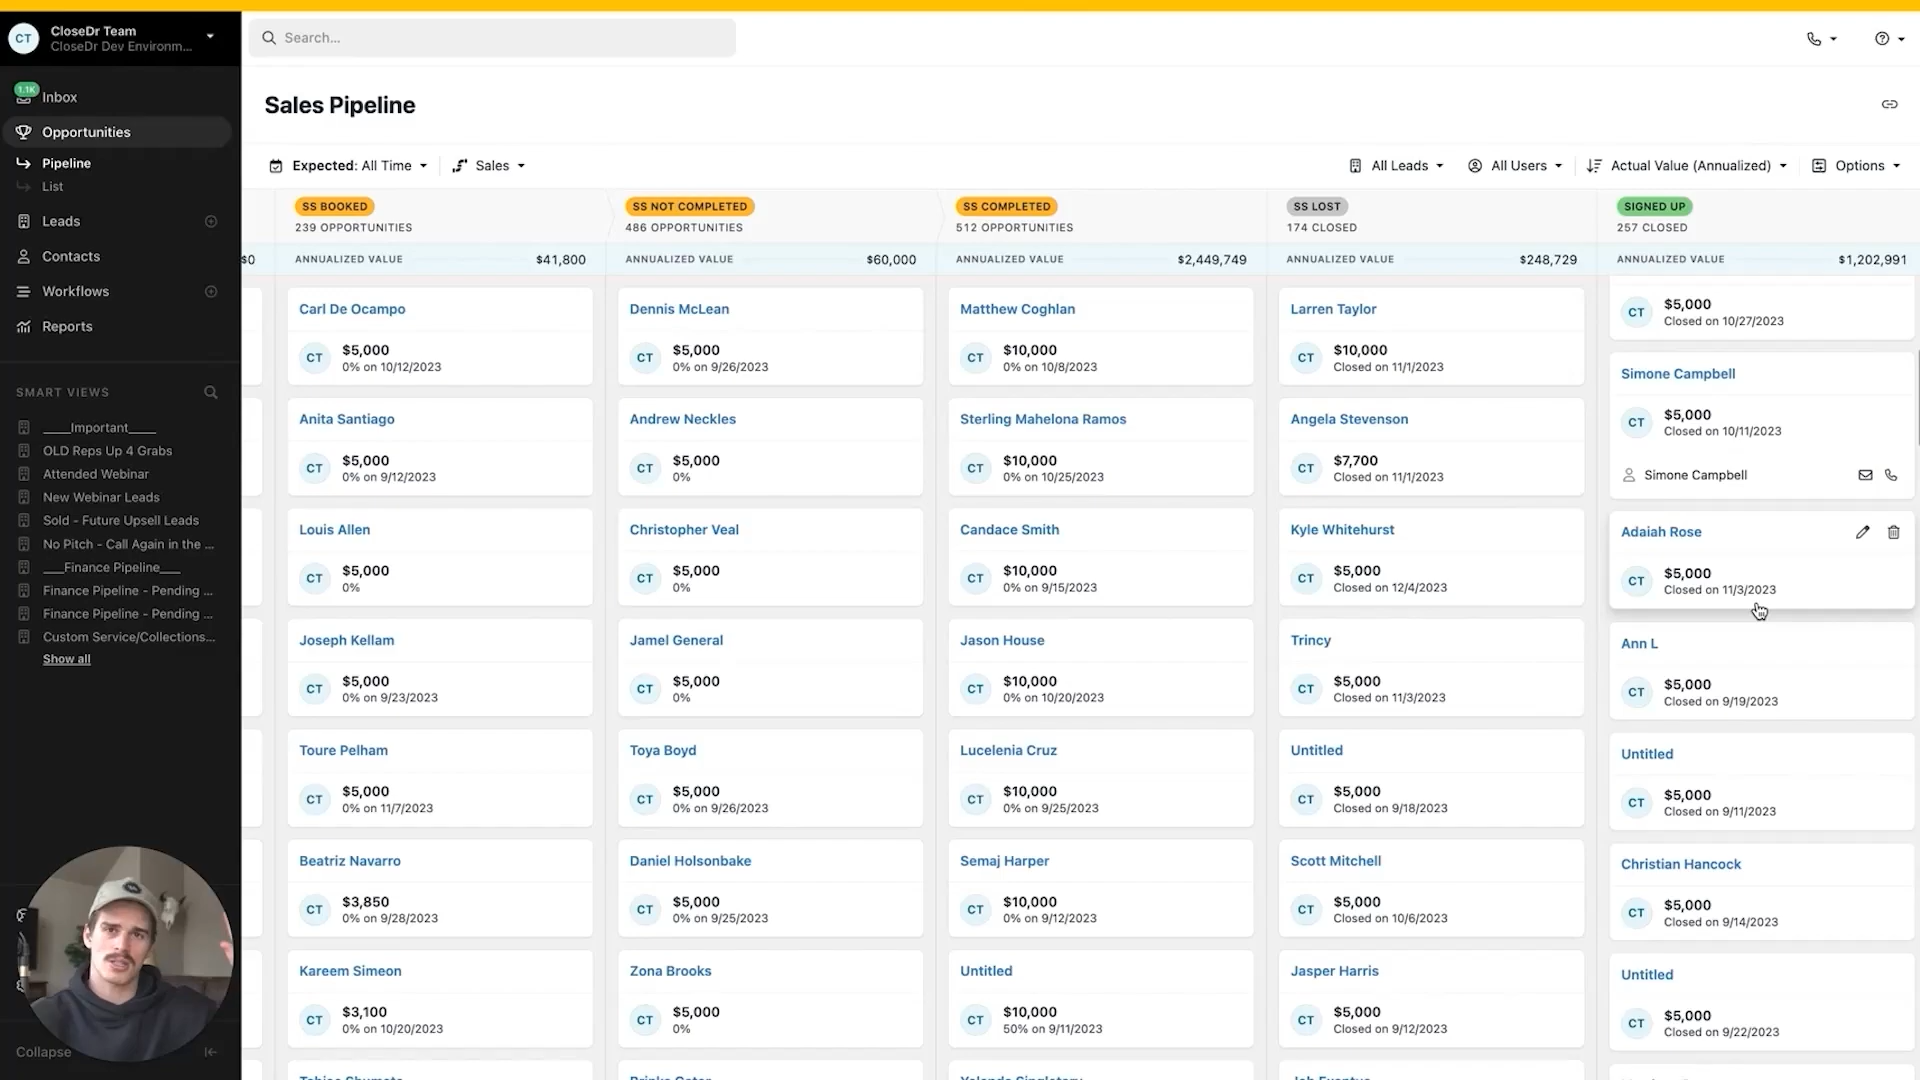 CT
CloseDr Team
CloseDr Dev Environm...
Search...
1.1K
Inbox
Opportunities
Pipeline
List
Leads
Contacts
Workflows
Reports
SMART VIEWS
____Important____
OLD Reps Up 4 Grabs
Attended Webinar
New Webinar Leads
Sold - Future Upsell Leads
No Pitch - Call Again in the ...
___Finance Pipeline___
Finance Pipeline - Pending ...
Finance Pipeline - Pending ...
Custom Service/Collections...
Show all
Collapse
Sales Pipeline
Expected: All Time
Sales
All Leads
All Users
Actual Value (Annualized)
Options
$0
SS BOOKED
239 OPPORTUNITIES
ANNUALIZED VALUE $41,800
Carl De Ocampo
CT
$5,000
0% on 10/12/2023
Anita Santiago
CT
$5,000
0% on 9/12/2023
Louis Allen
CT
$5,000
0%
Joseph Kellam
CT
$5,000
0% on 9/23/2023
Toure Pelham
CT
$5,000
0% on 11/7/2023
Beatriz Navarro
CT
$3,850
0% on 9/28/2023
Kareem Simeon
CT
$3,100
0% on 10/20/2023
SS NOT COMPLETED
486 OPPORTUNITIES
ANNUALIZED VALUE $60,000
Dennis McLean
CT
$5,000
0% on 9/26/2023
Andrew Neckles
CT
$5,000
0%
Christopher Veal
CT
$5,000
0%
Jamel General
CT
$5,000
0%
Toya Boyd
CT
$5,000
0% on 9/26/2023
Daniel Holsonbake
CT
$5,000
0% on 9/25/2023
Zona Brooks
CT
$5,000
0%
SS COMPLETED
512 OPPORTUNITIES
ANNUALIZED VALUE $2,449,749
Matthew Coghlan
CT
$10,000
0% on 10/8/2023
Sterling Mahelona Ramos
CT
$10,000
0% on 10/25/2023
Candace Smith
CT
$10,000
0% on 9/15/2023
Jason House
CT
$10,000
0% on 10/20/2023
Lucelenia Cruz
CT
$10,000
0% on 9/25/2023
Semaj Harper
CT
$10,000
0% on 9/12/2023
Untitled
CT
$10,000
50% on 9/11/2023
SS LOST
174 CLOSED
ANNUALIZED VALUE $248,729
Larren Taylor
CT
$10,000
Closed on 11/1/2023
Angela Stevenson
CT
$7,700
Closed on 11/1/2023
Kyle Whitehurst
CT
$5,000
Closed on 12/4/2023
Trincy
CT
$5,000
Closed on 11/3/2023
Untitled
CT
$5,000
Closed on 9/18/2023
Scott Mitchell
CT
$5,000
Closed on 10/6/2023
Jasper Harris
CT
$5,000
Closed on 9/12/2023
SIGNED UP
257 CLOSED
ANNUALIZED VALUE $1,202,991
CT
$5,000
Closed on 10/27/2023
Simone Campbell
CT
$5,000
Closed on 10/11/2023
Simone Campbell
Adaiah Rose
CT
$5,000
Closed on 11/3/2023
Ann L
CT
$5,000
Closed on 9/19/2023
Untitled
CT
$5,000
Closed on 9/11/2023
Christian Hancock
CT
$5,000
Closed on 9/14/2023
Untitled
CT
$5,000
Closed on 9/22/2023